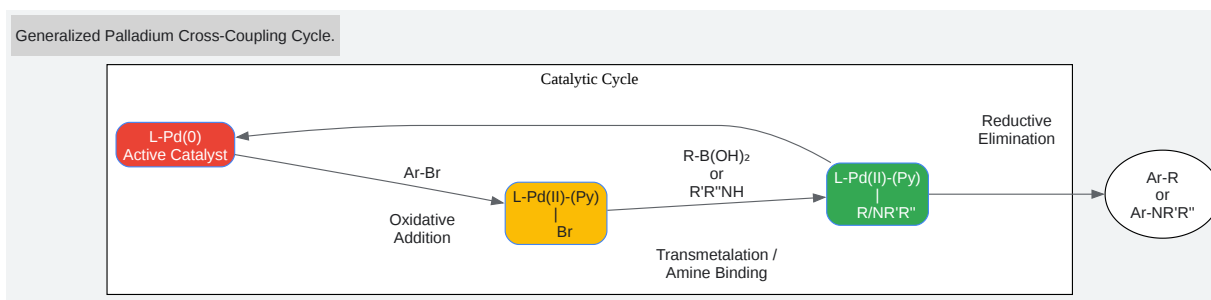 Generalized Palladium Cross-Coupling Cycle.
Catalytic Cycle
L-Pd(0)
Active Catalyst
Ar-Br
Oxidative
Addition
L-Pd(II)-(Py)
|
Br
R-B(OH)₂
or
R'R"NH
Transmetalation /
Amine Binding
L-Pd(II)-(Py)
|
R/NR'R"
Reductive
Elimination
Ar-R
or
Ar-NR'R"